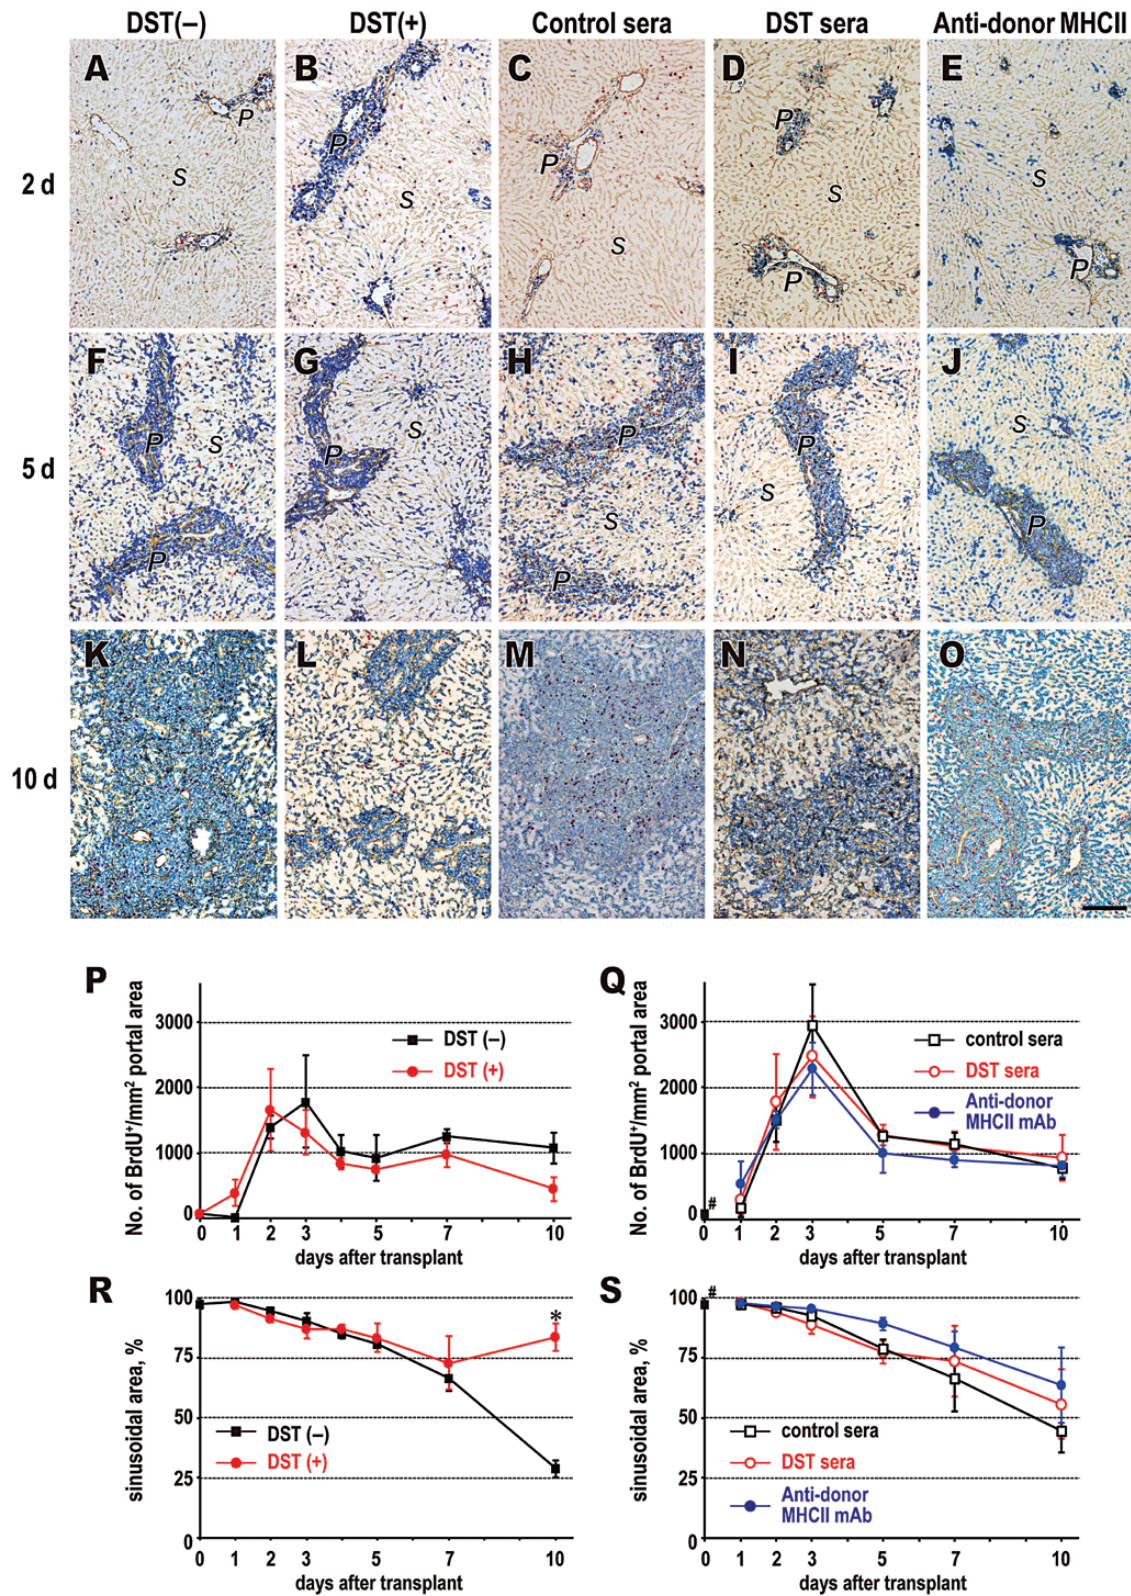 DST(–) DST(+) Control sera DST sera Anti-donor MHCII
A B C D E
P P P P P
S S S S S
P
2 d
F G H I J
P P P P P
S S S S S
P P
5 d
K L M N O
10 d
P
No. of BrdU⁺/mm² portal area
3000
2000
1000
0
DST (–)
DST (+)
0 1 2 3 4 5 7 10
days after transplant
Q
No. of BrdU⁺/mm² portal area
3000
2000
1000
0
#
control sera
DST sera
Anti-donor
MHCII mAb
0 1 2 3 5 7 10
days after transplant
R
sinusoidal area, %
100
75
50
25
0
*
DST (–)
DST (+)
0 1 2 3 5 7 10
days after transplant
S
sinusoidal area, %
100
75
50
25
0
#
control sera
DST sera
Anti-donor
MHCII mAb
0 1 2 3 5 7 10
days after transplant